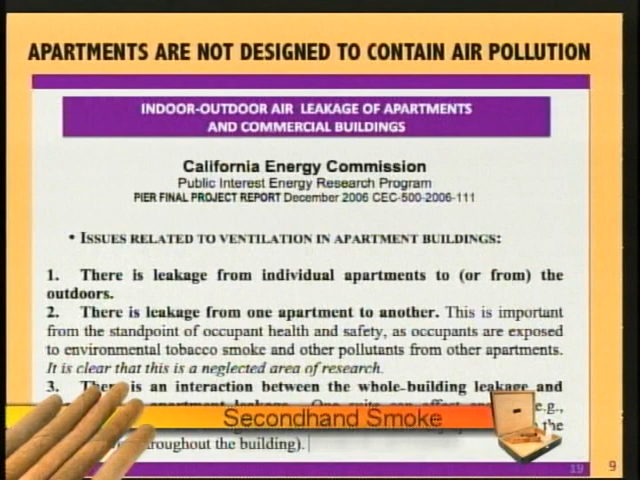 APARTMENTS ARE NOT DESIGNED TO CONTAIN AIR POLLUTION
INDOOR-OUTDOOR AIR LEAKAGE OF APARTMENTS
AND COMMERCIAL BUILDINGS
California Energy Commission
Public Interest Energy Research Program
PIER FINAL PROJECT REPORT December 2006 CEC-500-2006-111
• ISSUES RELATED TO VENTILATION IN APARTMENT BUILDINGS:
1. There is leakage from individual apartments to (or from) the
outdoors.
2. There is leakage from one apartment to another. This is important
from the standpoint of occupant health and safety, as occupants are exposed
to environmental tobacco smoke and other pollutants from other apartments.
It is clear that this is a neglected area of research.
3. There is an interaction between the whole-building leakage and
e.g.,
Secondhand Smoke
the
throughout the building).
19 9